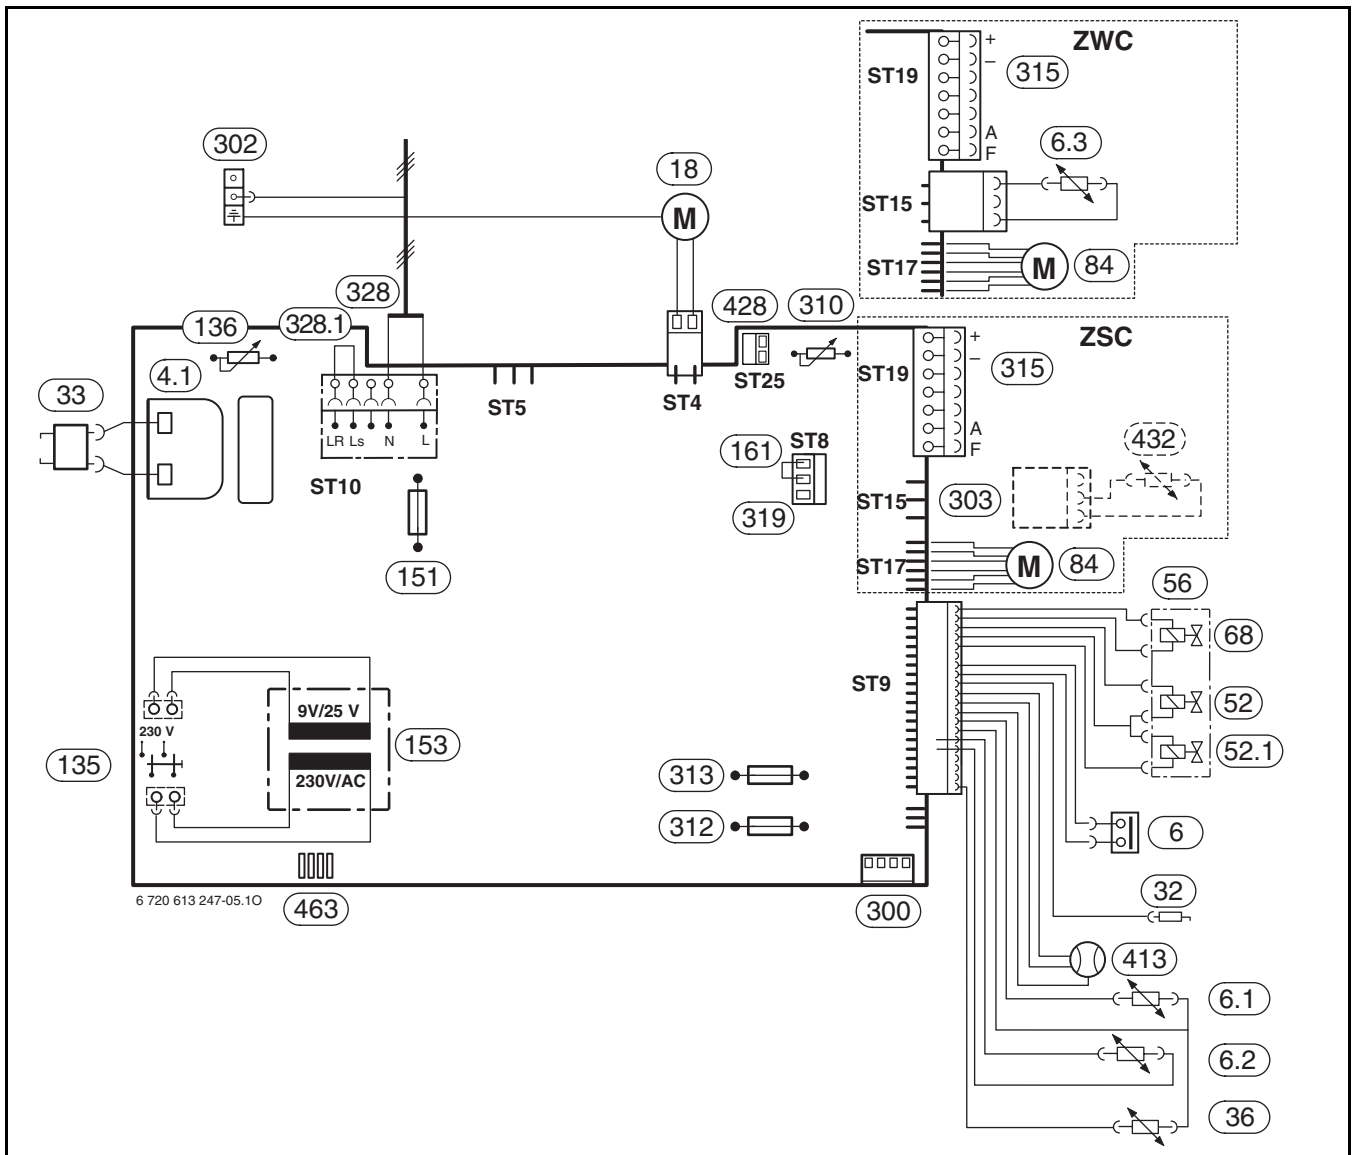 ZWC
+
–
ST19
315
A
F
302
18
6.3
M
ST15
ST17
M
84
328
428
310
136
328.1
ZSC
+
–
4.1
ST19
315
33
ST25
ST5
ST4
LR Ls N L
A
F
161
ST8
432
ST10
319
ST15
303
151
ST17
M
84
56
68
ST9
52
9V/25 V
230 V
153
52.1
135
230V/AC
313
312
6
463
300
32
6 720 613 247-05.1O
413
6.1
6.2
36